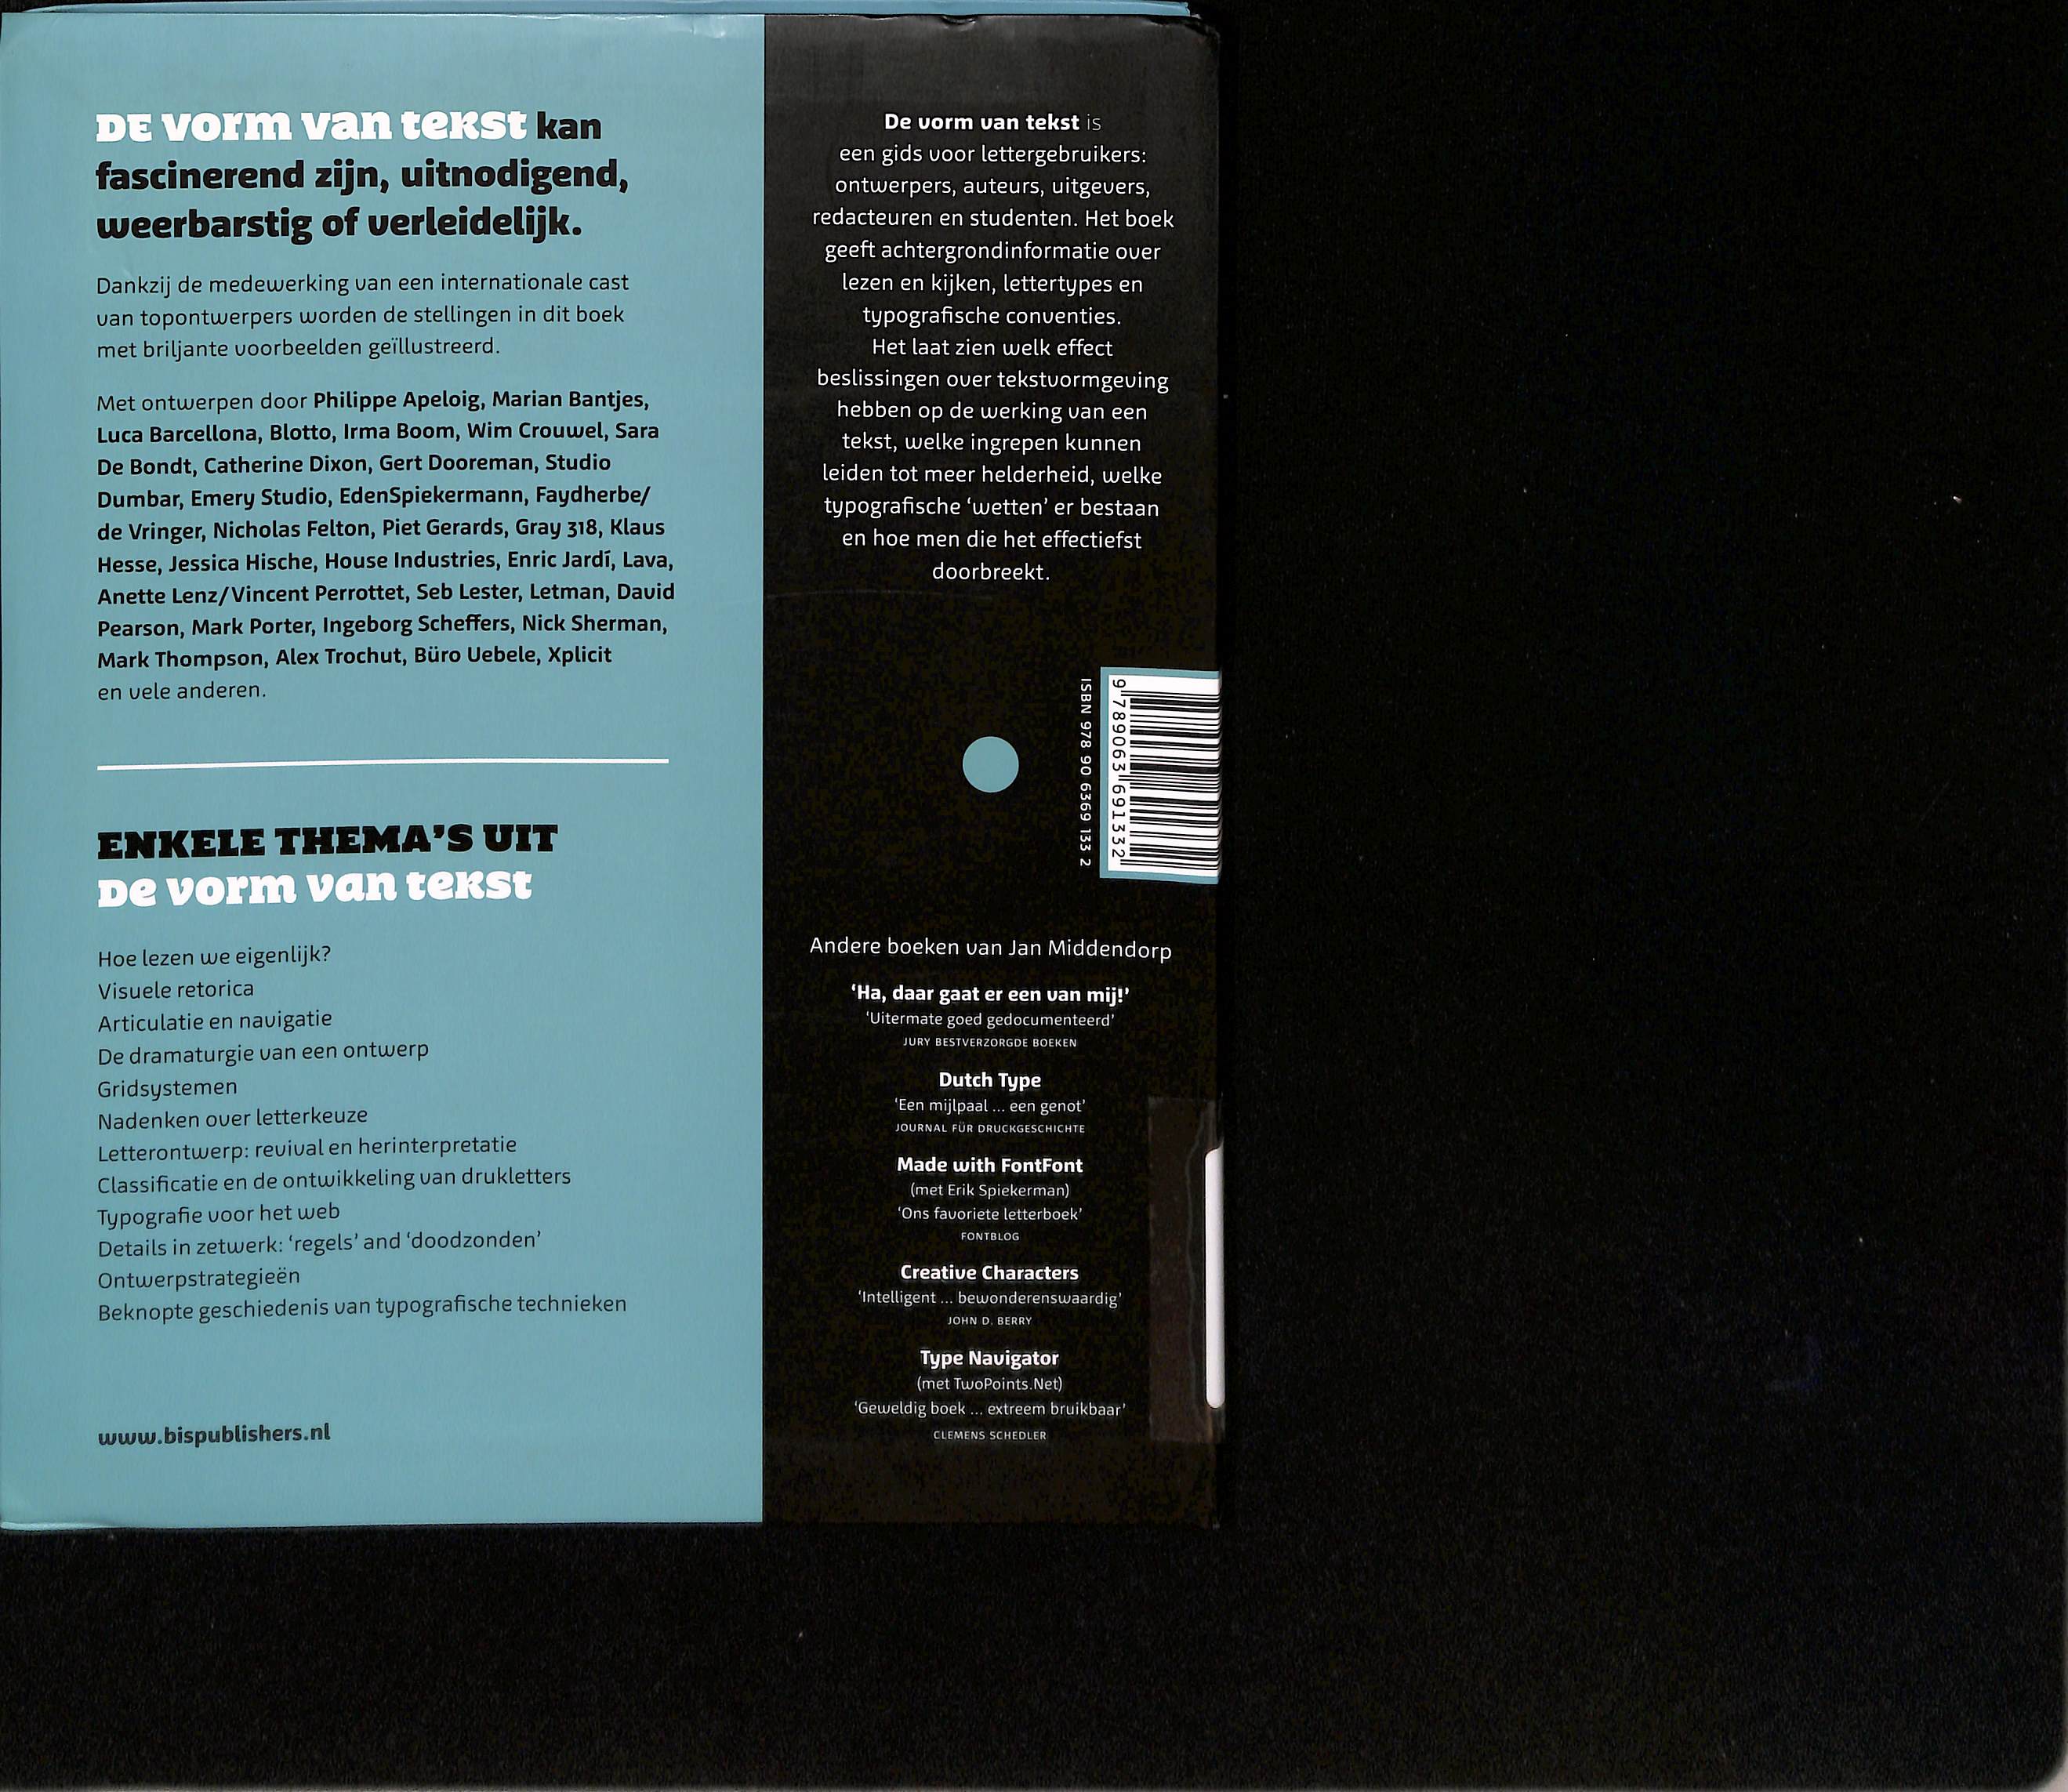 DE vorm van tekst kan
fascinerend zijn, uitnodigend,
weerbarstig of verleidelijk.
Dankzij de medewerking van een internationale cast
van topontwerpers worden de stellingen in dit boek
met briljante voorbeelden geïllustreerd.
Met ontwerpen door Philippe Apeloig, Marian Bantjes,
Luca Barcellona, Blotto, Irma Boom, Wim Crouwel, Sara
De Bondt, Catherine Dixon, Gert Dooreman, Studio
Dumbar, Emery Studio, EdenSpiekermann, Faydherbe/
de Vringer, Nicholas Felton, Piet Gerards, Gray 318, Klaus
Hesse, Jessica Hische, House Industries, Enric Jardí, Lava,
Anette Lenz/Vincent Perrottet, Seb Lester, Letman, David
Pearson, Mark Porter, Ingeborg Scheffers, Nick Sherman,
Mark Thompson, Alex Trochut, Büro Uebele, Xplicit
en vele anderen.
ENKELE THEMA'S UIT
De vorm van tekst
Hoe lezen we eigenlijk?
Visuele retorica
Articulatie en navigatie
De dramaturgie van een ontwerp
Gridsystemen
Nadenken over letterkeuze
Letterontwerp: revival en herinterpretatie
Classificatie en de ontwikkeling van drukletters
Typografie voor het web
Details in zetwerk: ‘regels’ and ‘doodzonden’
Ontwerpstrategieën
Beknopte geschiedenis van typografische technieken
www.bispublishers.nl
De vorm van tekst is
een gids voor lettergebruikers:
ontwerpers, auteurs, uitgevers,
redacteuren en studenten. Het boek
geeft achtergrondinformatie over
lezen en kijken, lettertypes en
typografische conventies.
Het laat zien welk effect
beslissingen over tekstvormgeving
hebben op de werking van een
tekst, welke ingrepen kunnen
leiden tot meer helderheid, welke
typografische ‘wetten’ er bestaan
en hoe men die het effectiefst
doorbreekt.
ISBN 978 90 6369 133 2
9 789063 691332
Andere boeken van Jan Middendorp
‘Ha, daar gaat er een van mij!’
‘Uitermate goed gedocumenteerd’
JURY BESTVERZORGDE BOEKEN
Dutch Type
‘Een mijlpaal ... een genot’
JOURNAL FÜR DRUCKGESCHICHTE
Made with FontFont
(met Erik Spiekerman)
‘Ons favoriete letterboek’
FONTBLOG
Creative Characters
‘Intelligent ... bewonderenswaardig’
JOHN D. BERRY
Type Navigator
(met TwoPoints.Net)
‘Geweldig boek ... extreem bruikbaar’
CLEMENS SCHEDLER